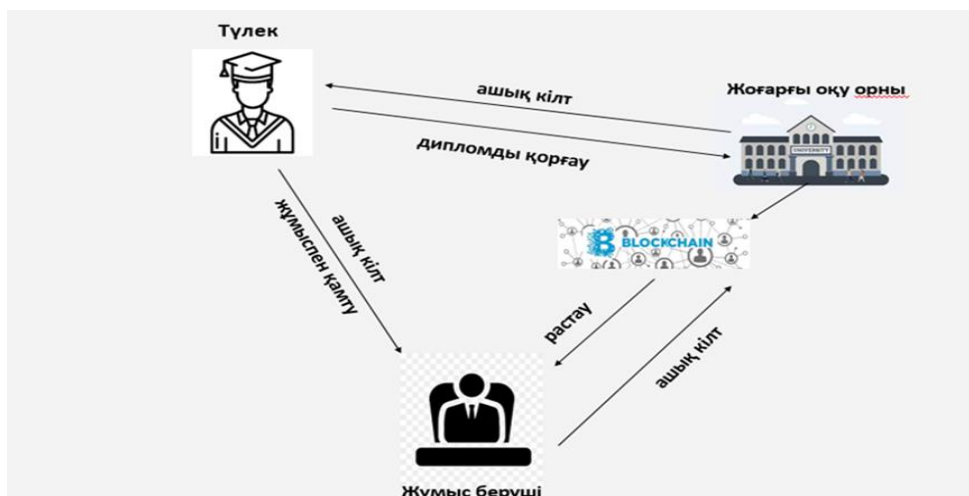 Түлек
ашық кілт
Жоғарғы оқу орны
UNIVERSITY
дипломды қорғау
BLOCKCHAIN
ашық кілт
жұмыспен қамту
растау
ашық кілт
Жұмыс беруші